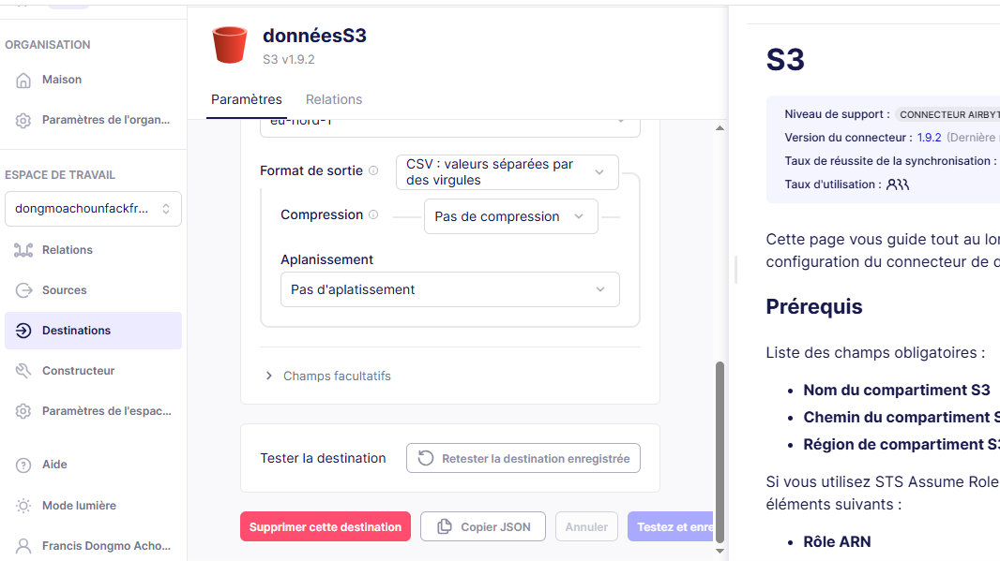 ORGANISATION
Maison
Paramètres de l'organ...
ESPACE DE TRAVAIL
dongmoachounfackfr...
Relations
Sources
Destinations
Constructeur
Paramètres de l'espac...
Aide
Mode lumière
Francis Dongmo Acho...
donnéesS3
S3 v1.9.2
Paramètres
Relations
eu-nord-1
Format de sortie
CSV : valeurs séparées par
des virgules
Compression
Pas de compression
Aplanissement
Pas d'aplatissement
Champs facultatifs
Tester la destination
Retester la destination enregistrée
Supprimer cette destination
Copier JSON
Annuler
Testez et enre
S3
Niveau de support :
CONNECTEUR AIRBYT
Version du connecteur : 1.9.2 (Dernière
Taux de réussite de la synchronisation :
Taux d'utilisation :
Cette page vous guide tout au lon
configuration du connecteur de d
Prérequis
Liste des champs obligatoires :
• Nom du compartiment S3
• Chemin du compartiment S
• Région de compartiment S3
Si vous utilisez STS Assume Role
éléments suivants :
• Rôle ARN